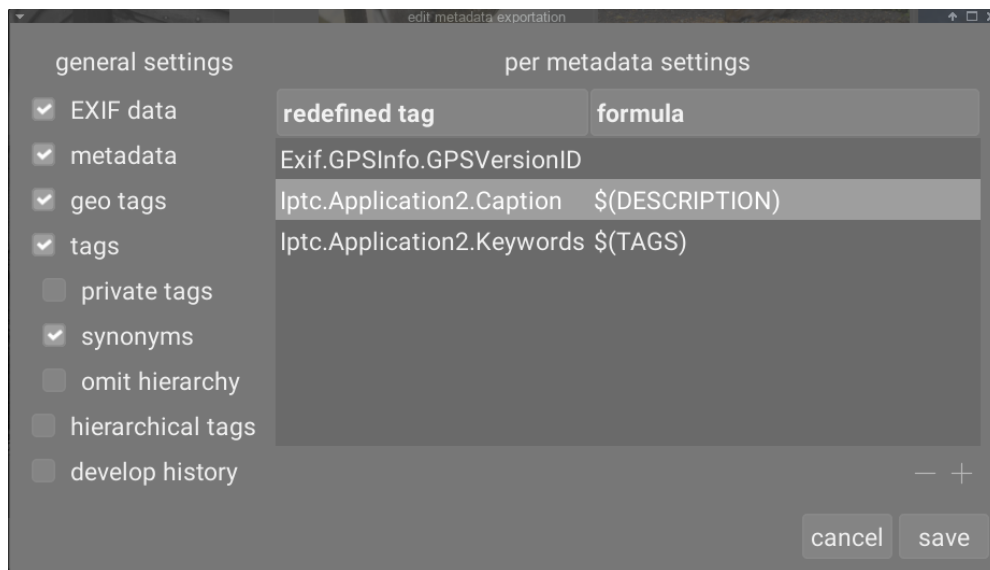 edit metadata exportation
general settings
per metadata settings
EXIF data
metadata
geo tags
tags
private tags
synonyms
omit hierarchy
hierarchical tags
develop history
redefined tag
formula
Exif.GPSInfo.GPSVersionID
Iptc.Application2.Caption $(DESCRIPTION)
Iptc.Application2.Keywords $(TAGS)
cancel
save